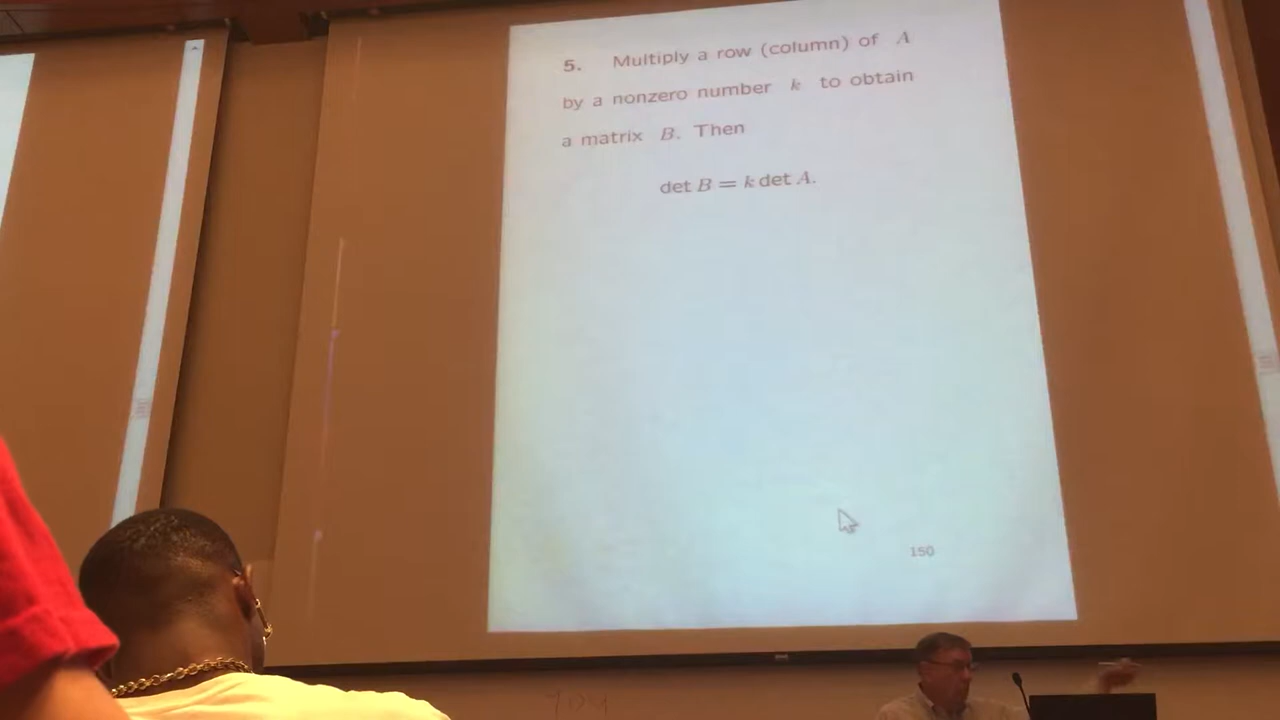 5. Multiply a row (column) of A
by a nonzero number k to obtain
a matrix B. Then
det B = k det A.
150